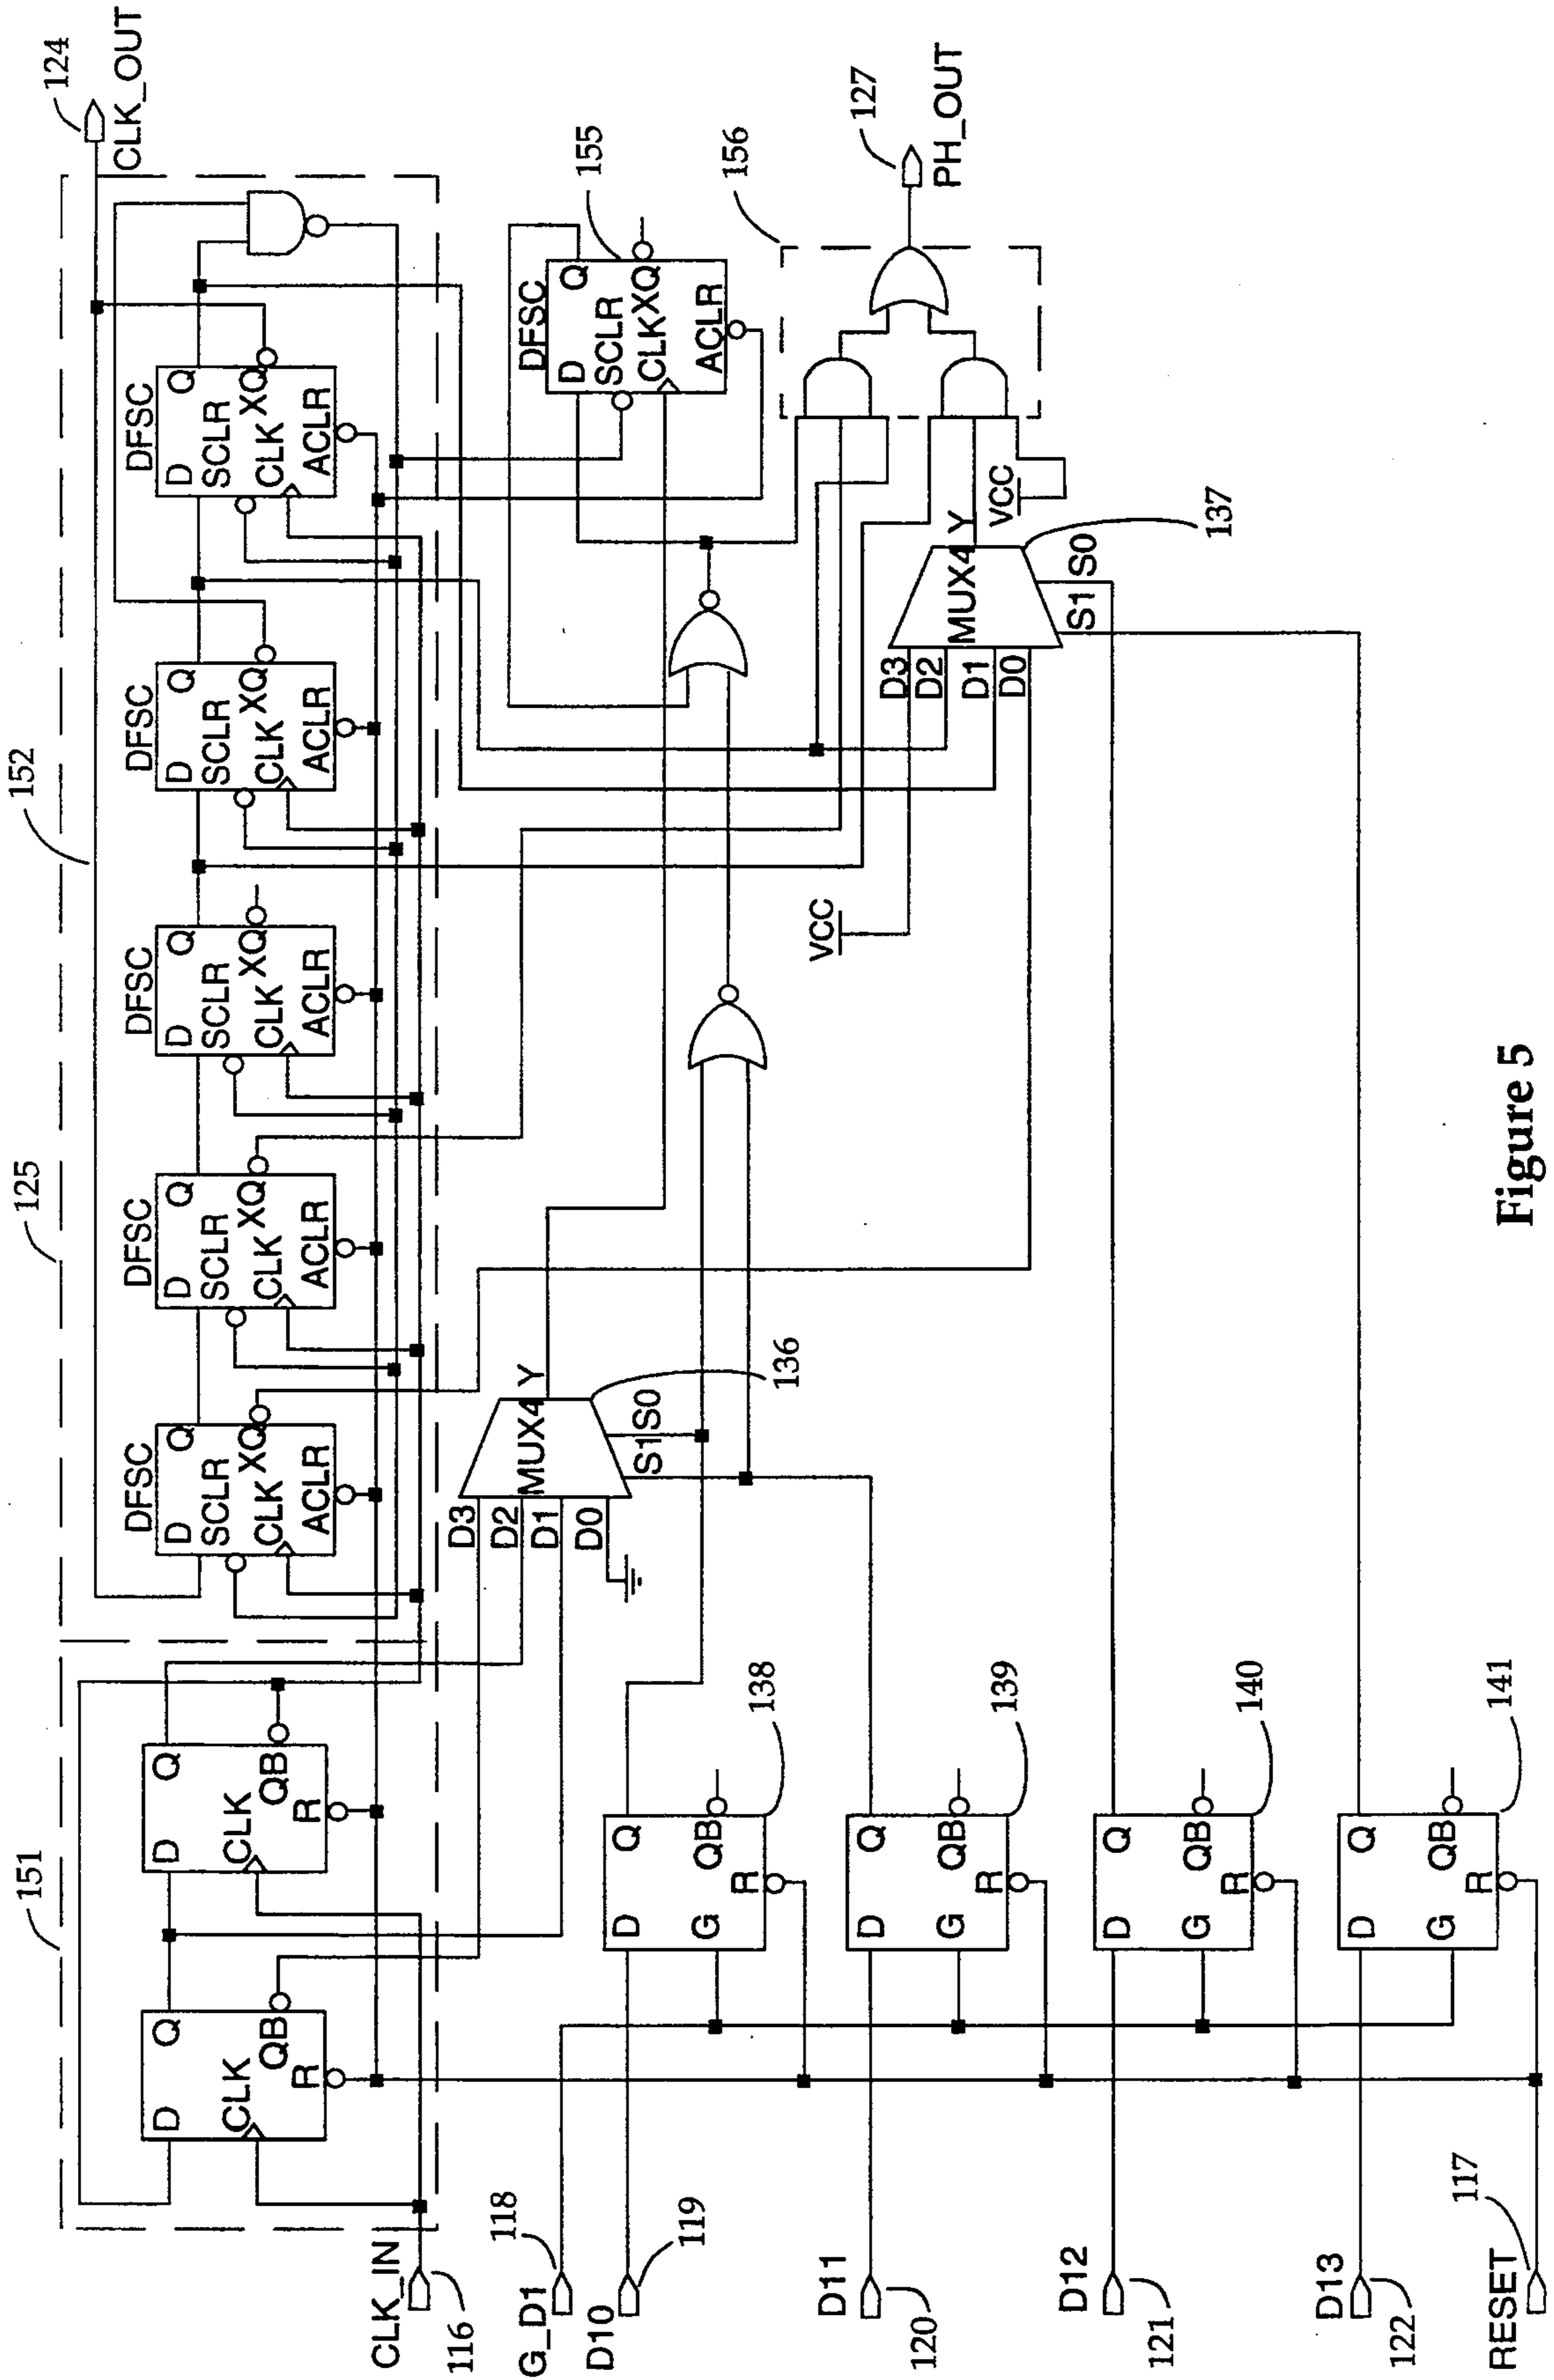 124
CLK_OUT
152
125
151
DFSC
D
Q
SCLR
CLK
XQ
ACLR
DFSC
D
Q
SCLR
CLK
XQ
ACLR
DFSC
D
Q
SCLR
CLK
XQ
ACLR
DFSC
D
Q
SCLR
CLK
XQ
ACLR
DFSC
D
Q
SCLR
CLK
XQ
ACLR
D
Q
CLK
QB
R
D
Q
CLK
QB
R
155
DFSC
D
Q
SCLR
CLK
XQ
ACLR
156
127
PH_OUT
VCC
VCC
D3
D2
D1
D0
MUX4
Y
S1
S0
137
D3
D2
D1
D0
MUX4
Y
S1
S0
136
D
Q
G
QB
R
138
D
Q
G
QB
R
139
D
Q
G
QB
R
140
D
Q
G
QB
R
141
CLK_IN
116
G_D1
118
D10
119
D11
120
D12
121
D13
122
RESET
117
Figure 5